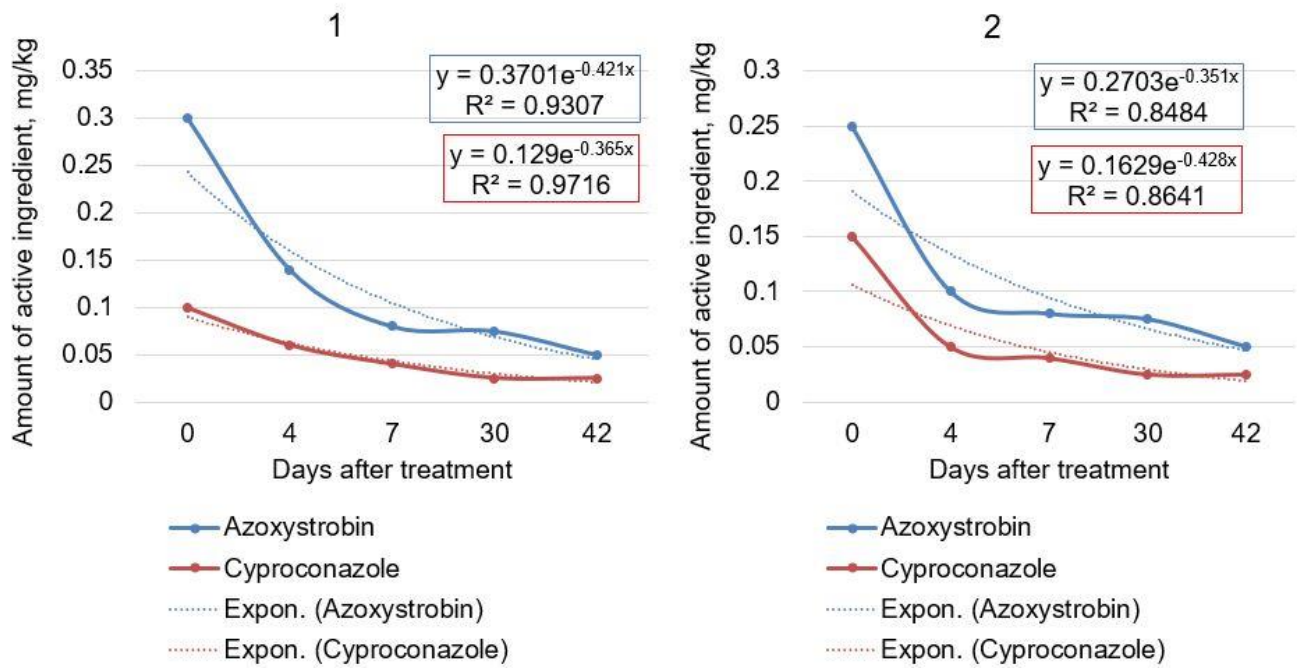 1
Amount of active ingredient, mg/kg
0.35
0.3
0.25
0.2
0.15
0.1
0.05
0
y = 0.3701e^-0.421x
R² = 0.9307
y = 0.129e^-0.365x
R² = 0.9716
0 4 7 30 42
Days after treatment
Azoxystrobin
Cyproconazole
Expon. (Azoxystrobin)
Expon. (Cyproconazole)
2
Amount of active ingredient, mg/kg
0.3
0.25
0.2
0.15
0.1
0.05
0
y = 0.2703e^-0.351x
R² = 0.8484
y = 0.1629e^-0.428x
R² = 0.8641
0 4 7 30 42
Days after treatment
Azoxystrobin
Cyproconazole
Expon. (Azoxystrobin)
Expon. (Cyproconazole)